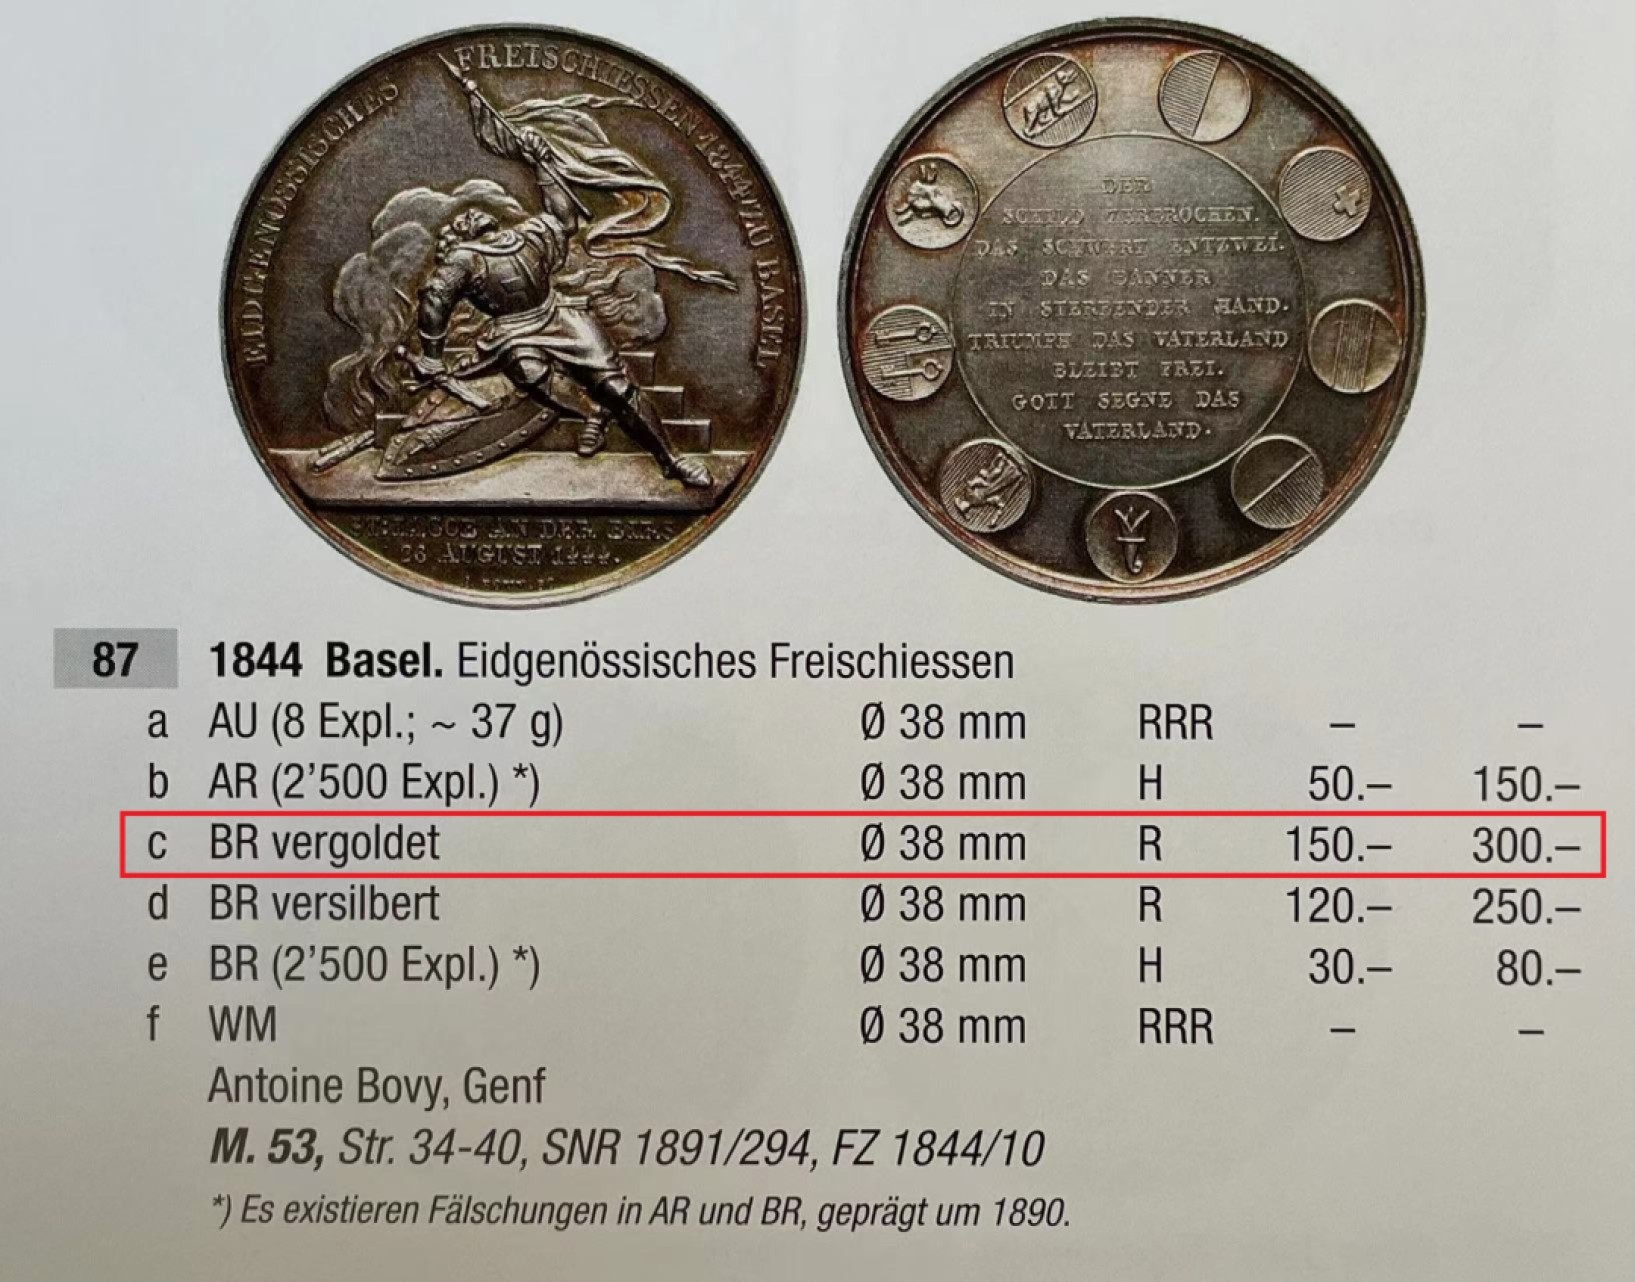 EIDGENÖSSISCHES FREISCHIESSEN 1844 ZU BASEL
AN DER BIRS
26 AUGUST 1444.
DER
SCHILD ZERBROCHEN.
DAS SCHWERT ENTZWEI.
DAS BANNER
IN STERBENDER HAND.
TRIUMPH DAS VATERLAND
BLEIBT FREI.
GOTT SEGNE DAS
VATERLAND.
87 1844 Basel. Eidgenössisches Freischiessen
a AU (8 Expl.; ~ 37 g) Ø 38 mm RRR – –
b AR (2'500 Expl.) *) Ø 38 mm H 50.– 150.–
c BR vergoldet Ø 38 mm R 150.– 300.–
d BR versilbert Ø 38 mm R 120.– 250.–
e BR (2'500 Expl.) *) Ø 38 mm H 30.– 80.–
f WM Ø 38 mm RRR – –
Antoine Bovy, Genf
M. 53, Str. 34-40, SNR 1891/294, FZ 1844/10
*) Es existieren Fälschungen in AR und BR, geprägt um 1890.